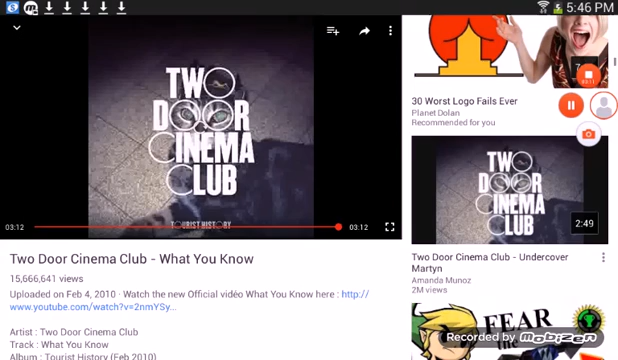 5:46 PM
TWO
DOOR
CINEMA
CLUB
TOURIST HISTORY
03:12
03:12
Two Door Cinema Club - What You Know
15,666,641 views
Uploaded on Feb 4, 2010 · Watch the new Official vidéo What You Know here : http://
www.youtube.com/watch?v=2nmYSy...
Artist : Two Door Cinema Club
Track : What You Know
Album : Tourist History (Feb 2010)
30 Worst Logo Fails Ever
Planet Dolan
Recommended for you
TWO
DOOR
CINEMA
CLUB
2:49
Two Door Cinema Club - Undercover
Martyn
Amanda Munoz
2M views
FEAR
Recorded by Mobizen